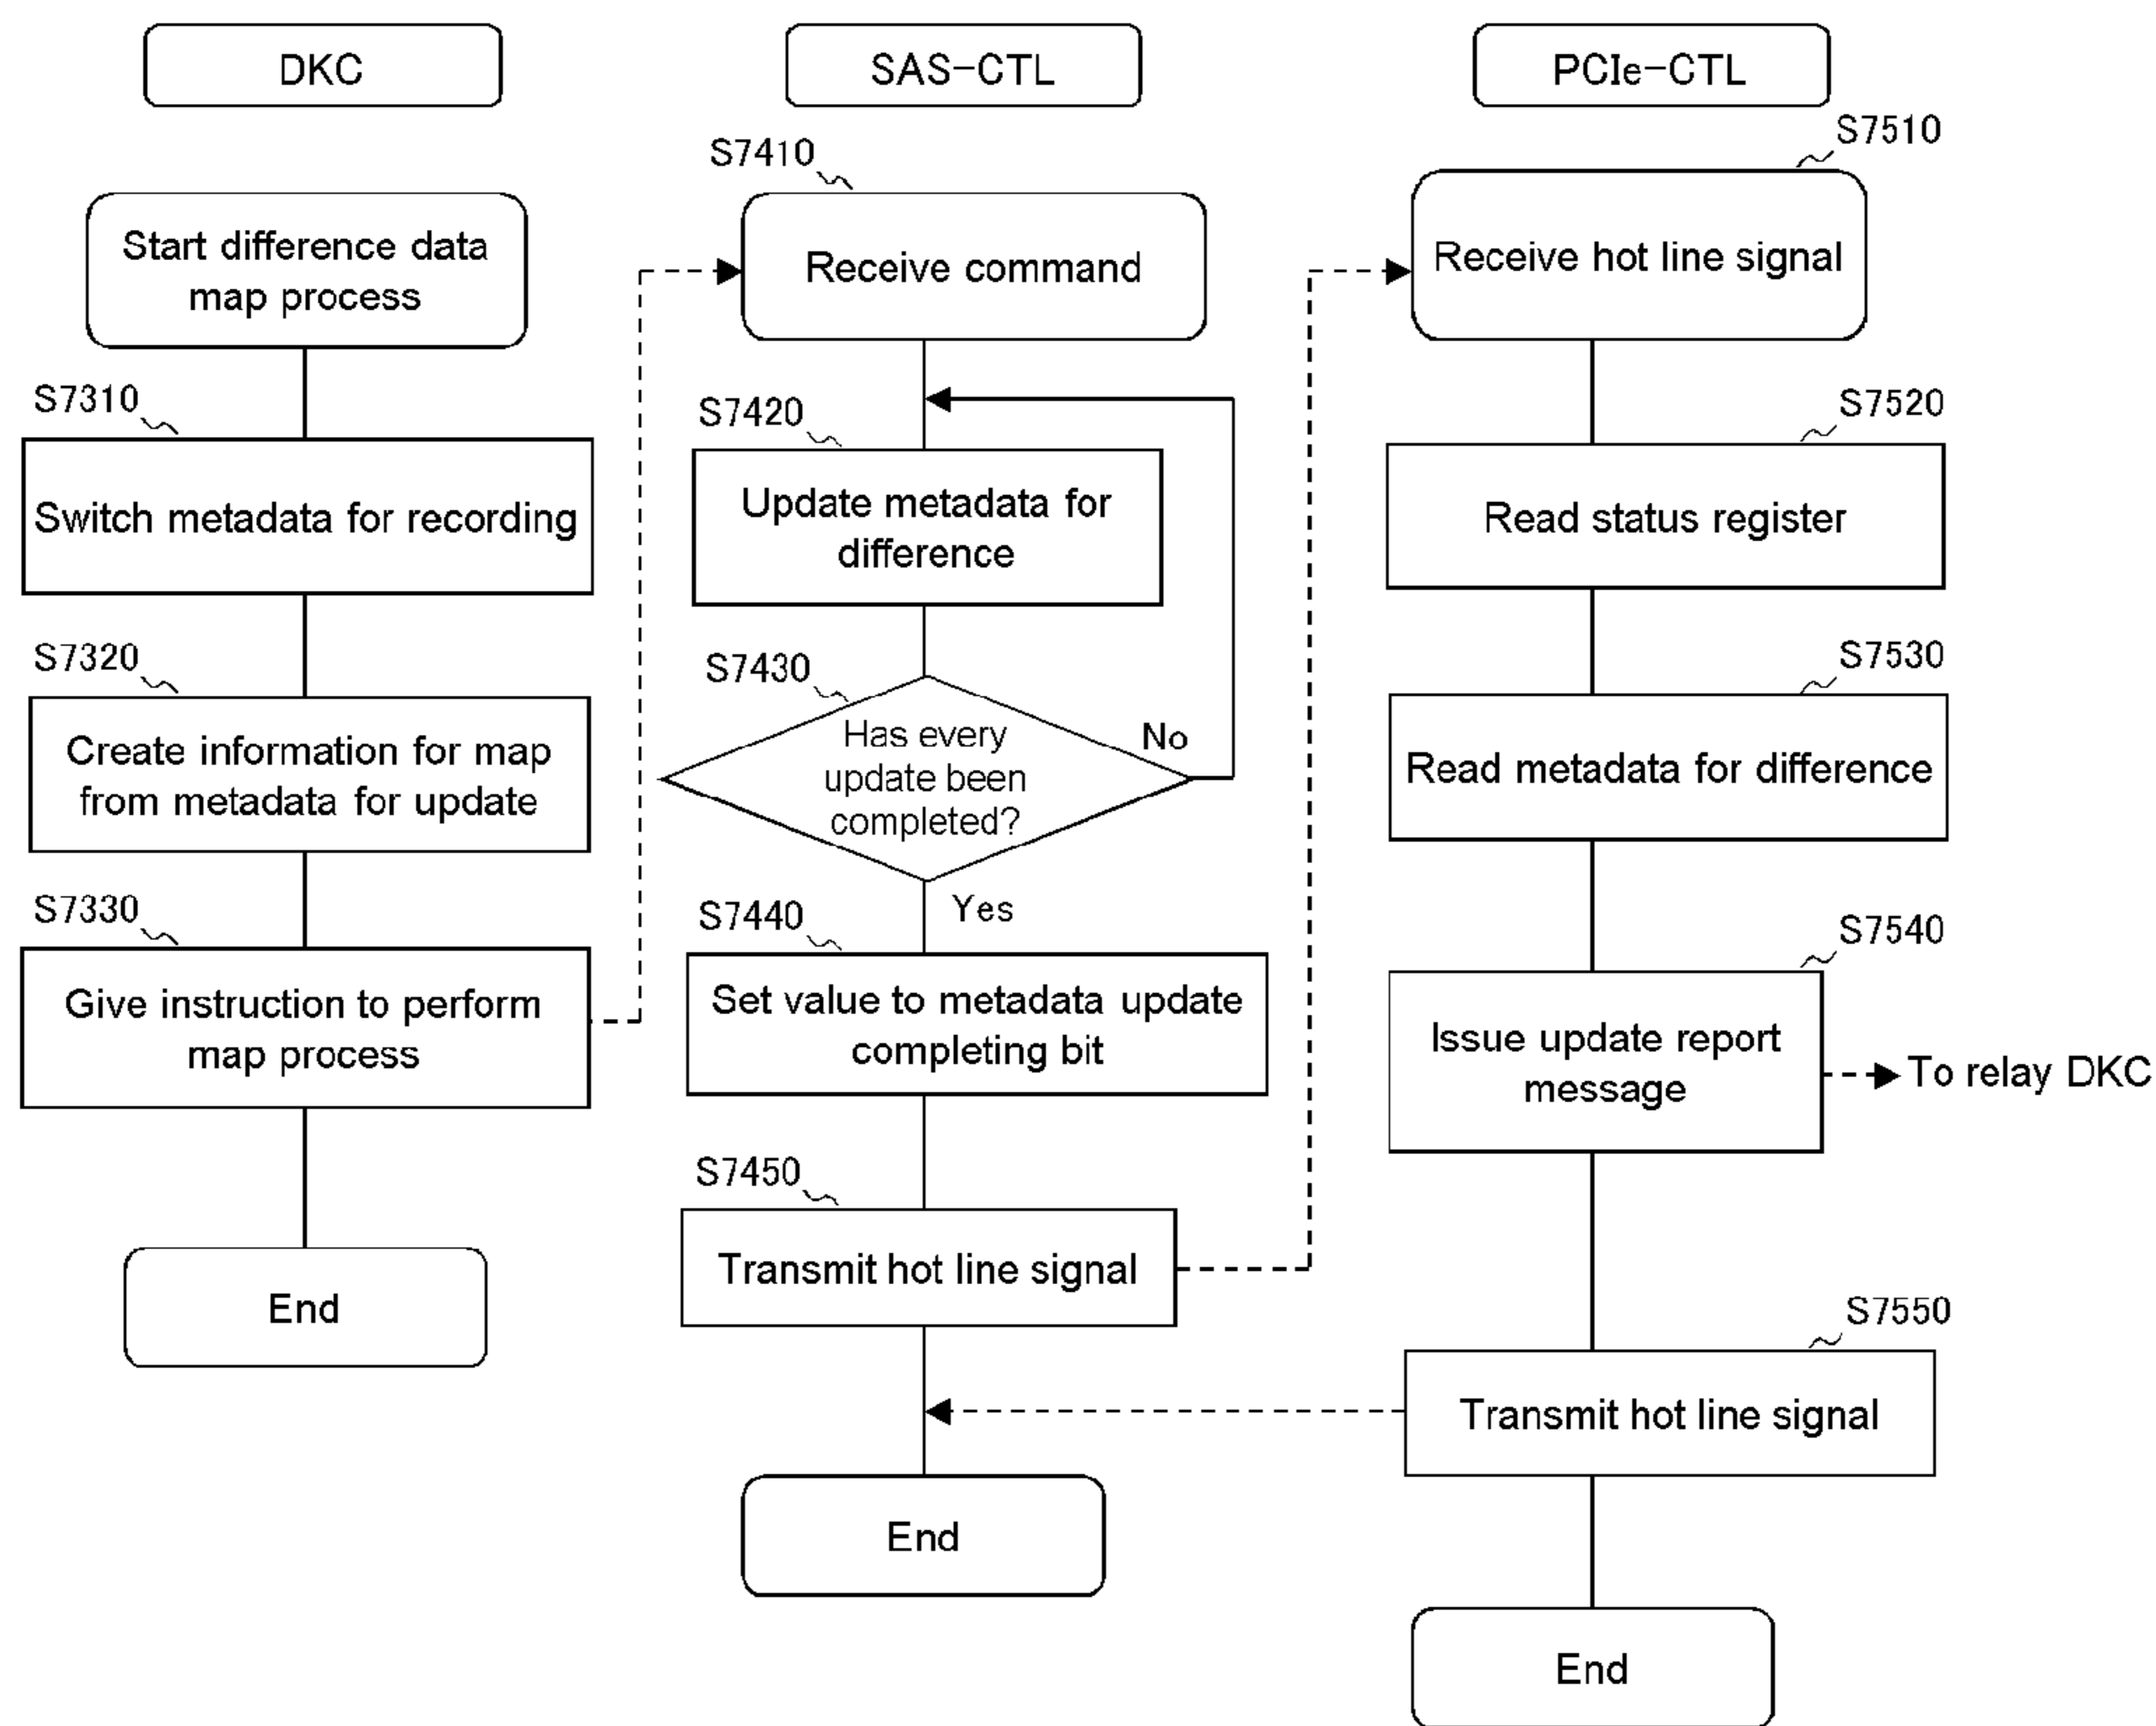 DKC
Start difference data
map process
S7310
Switch metadata for recording
S7320
Create information for map
from metadata for update
S7330
Give instruction to perform
map process
End
SAS-CTL
S7410
Receive command
S7420
Update metadata for
difference
S7430
Has every
update been
completed?
No
Yes
S7440
Set value to metadata update
completing bit
S7450
Transmit hot line signal
End
PCIe-CTL
S7510
Receive hot line signal
S7520
Read status register
S7530
Read metadata for difference
S7540
Issue update report
message
To relay DKC
S7550
Transmit hot line signal
End